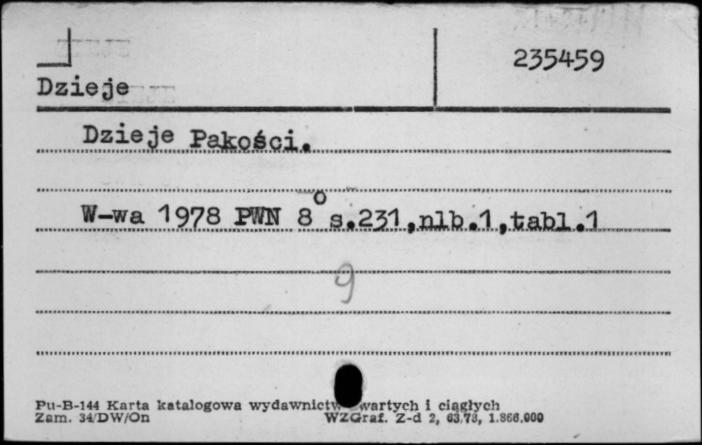 235459
Dzieje
Dzieje Pakości.
W-wa 1978 PWN 8° s.231,nlb.1,tabl.1
9
Pu-B-144 Karta katalogowa wydawnictw zwartych i ciągłych
Zam. 34/DW/On WZGraf. Z-d 2, 63.73, 1.866.000